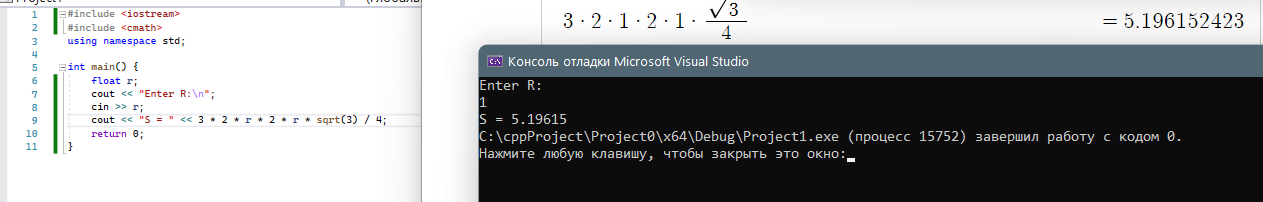 1 #include <iostream>
2 #include <cmath>
3 using namespace std;
4
5 int main() {
6 float r;
7 cout << "Enter R:\n";
8 cin >> r;
9 cout << "S = " << 3 * 2 * r * 2 * r * sqrt(3) / 4;
10 return 0;
11 }
3 · 2 · 1 · 2 · 1 · √3/4 = 5.196152423
Консоль отладки Microsoft Visual Studio
Enter R:
1
S = 5.19615
C:\cppProject\Project0\x64\Debug\Project1.exe (процесс 15752) завершил работу с кодом 0.
Нажмите любую клавишу, чтобы закрыть это окно: